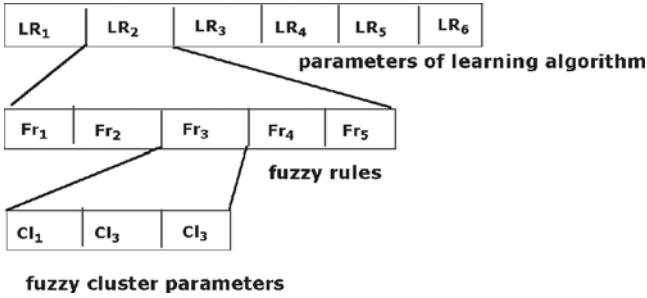 LR₁ LR₂ LR₃ LR₄ LR₅ LR₆
parameters of learning algorithm
Fr₁ Fr₂ Fr₃ Fr₄ Fr₅
fuzzy rules
Cl₁ Cl₃ Cl₃
fuzzy cluster parameters